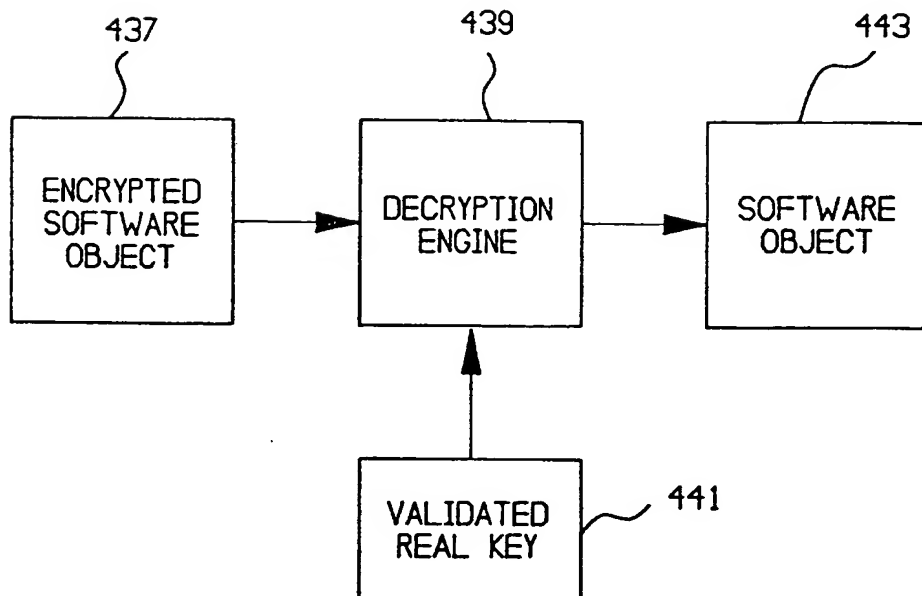 437
439
443
ENCRYPTED
SOFTWARE
OBJECT
DECRYPTION
ENGINE
SOFTWARE
OBJECT
VALIDATED
REAL KEY
441